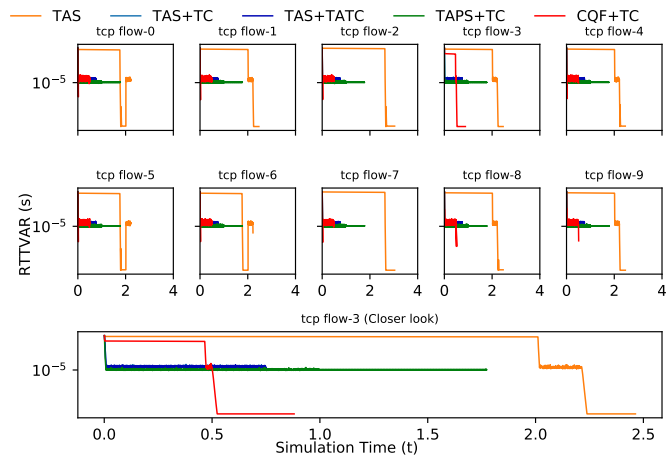 TAS TAS+TC TAS+TATC TAPS+TC CQF+TC
tcp flow-0 tcp flow-1 tcp flow-2 tcp flow-3 tcp flow-4
10⁻⁵
tcp flow-5 tcp flow-6 tcp flow-7 tcp flow-8 tcp flow-9
10⁻⁵
RTTVAR (s)
0 2 4 0 2 4 0 2 4 0 2 4 0 2 4
tcp flow-3 (Closer look)
10⁻⁵
0.0 0.5 1.0 1.5 2.0 2.5
Simulation Time (t)